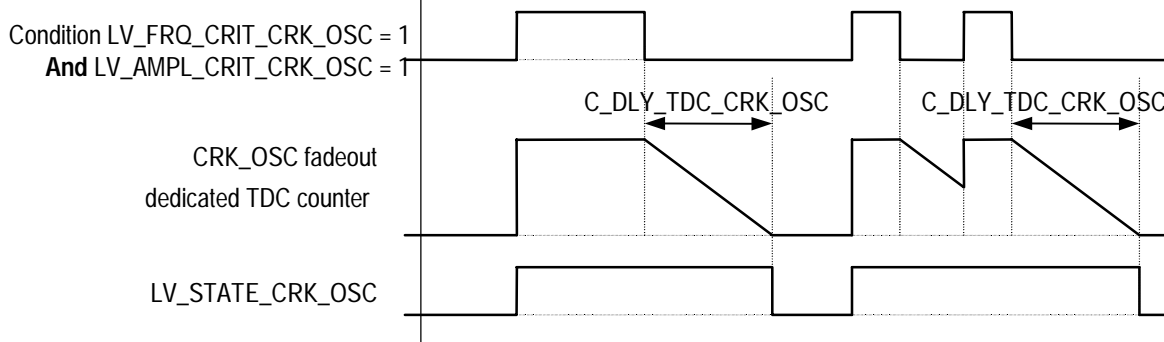 Condition LV_FRQ_CRIT_CRK_OSC = 1
And LV_AMPL_CRIT_CRK_OSC = 1
C_DLY_TDC_CRK_OSC
C_DLY_TDC_CRK_OSC
CRK_OSC fadeout
dedicated TDC counter
LV_STATE_CRK_OSC